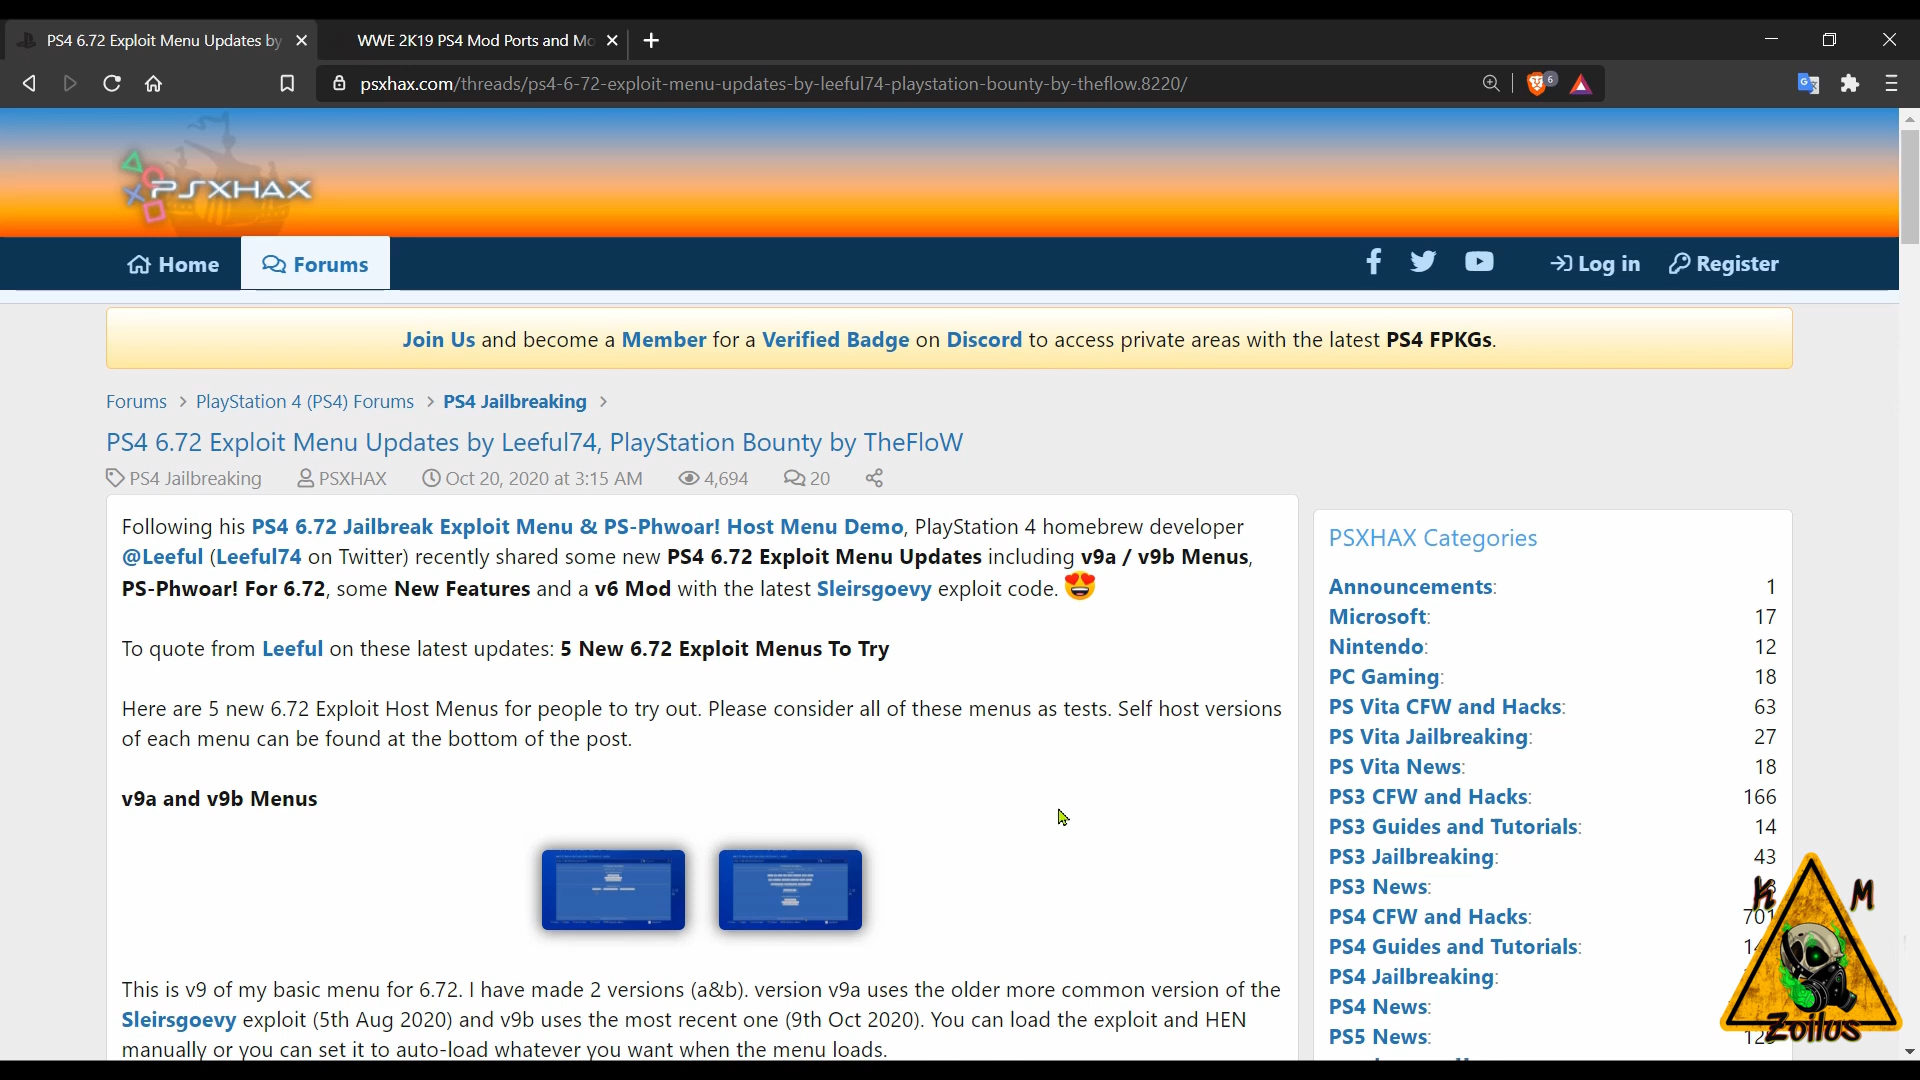 PS4 6.72 Exploit Menu Updates by
WWE 2K19 PS4 Mod Ports and Mo
psxhax.com/threads/ps4-6-72-exploit-menu-updates-by-leeful74-playstation-bounty-by-theflow.8220/
6
PSXHAX
Home
Forums
Log in
Register
Join Us and become a Member for a Verified Badge on Discord to access private areas with the latest PS4 FPKGs.
Forums > PlayStation 4 (PS4) Forums > PS4 Jailbreaking >
PS4 6.72 Exploit Menu Updates by Leeful74, PlayStation Bounty by TheFloW
PS4 Jailbreaking PSXHAX Oct 20, 2020 at 3:15 AM 4,694 20
Following his PS4 6.72 Jailbreak Exploit Menu & PS-Phwoar! Host Menu Demo, PlayStation 4 homebrew developer
@Leeful (Leeful74 on Twitter) recently shared some new PS4 6.72 Exploit Menu Updates including v9a / v9b Menus,
PS-Phwoar! For 6.72, some New Features and a v6 Mod with the latest Sleirsgoevy exploit code. 😍
To quote from Leeful on these latest updates: 5 New 6.72 Exploit Menus To Try
Here are 5 new 6.72 Exploit Host Menus for people to try out. Please consider all of these menus as tests. Self host versions
of each menu can be found at the bottom of the post.
v9a and v9b Menus
This is v9 of my basic menu for 6.72. I have made 2 versions (a&b). version v9a uses the older more common version of the
Sleirsgoevy exploit (5th Aug 2020) and v9b uses the most recent one (9th Oct 2020). You can load the exploit and HEN
manually or you can set it to auto-load whatever you want when the menu loads.
PSXHAX Categories
Announcements: 1
Microsoft: 17
Nintendo: 12
PC Gaming: 18
PS Vita CFW and Hacks: 63
PS Vita Jailbreaking: 27
PS Vita News: 18
PS3 CFW and Hacks: 166
PS3 Guides and Tutorials: 14
PS3 Jailbreaking: 43
PS3 News:
PS4 CFW and Hacks: 701
PS4 Guides and Tutorials:
PS4 Jailbreaking:
PS4 News:
PS5 News:
K M
Zoilus